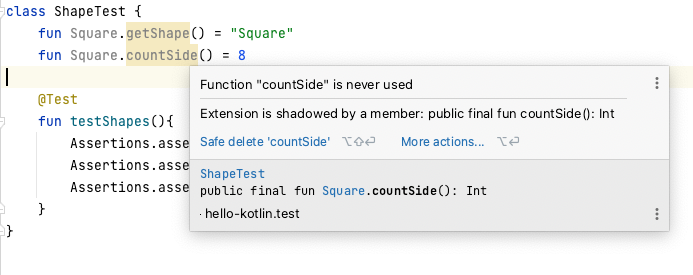 class ShapeTest {
fun Square.getShape() = "Square"
fun Square.countSide() = 8
Function "countSide" is never used
Extension is shadowed by a member: public final fun countSide(): Int
Safe delete 'countSide' ⌥⇧⏎ More actions... ⌥⏎
@Test
fun testShapes(){
Assertions.asse
Assertions.asse
Assertions.asse
}
}
ShapeTest
public final fun Square.countSide(): Int
hello-kotlin.test